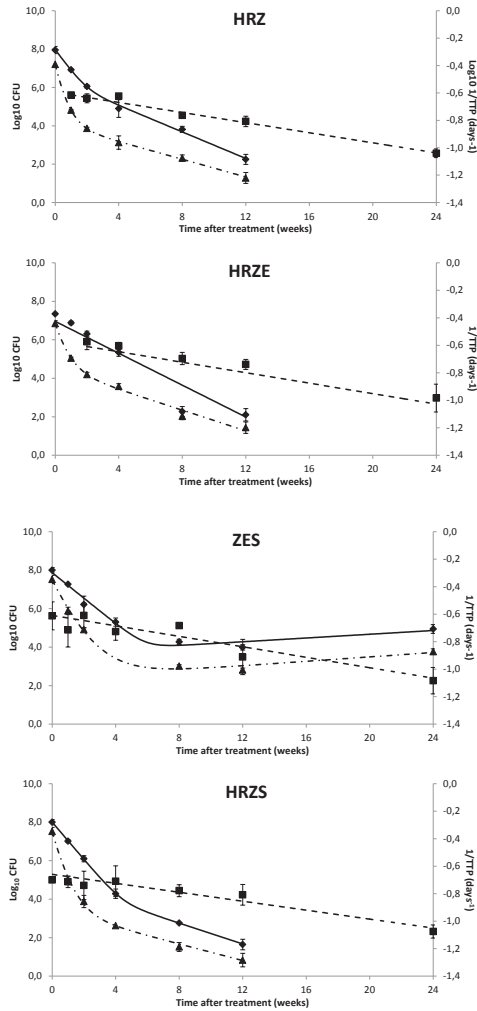 HRZ
10,0 0,0
8,0 -0,2
-0,4
6,0 -0,6
4,0 -0,8
-1,0
2,0 -1,2
0,0 -1,4
0 4 8 12 16 20 24
Log10 CFU
Log10 1/TTP (days-1)
Time after treatment (weeks)
HRZE
10,0 0,0
8,0 -0,2
-0,4
6,0 -0,6
4,0 -0,8
-1,0
2,0 -1,2
0,0 -1,4
0 4 8 12 16 20 24
Log10 CFU
1/TTP (days-1)
Time after treatment (weeks)
ZES
10,0 0,0
8,0 -0,2
-0,4
6,0 -0,6
4,0 -0,8
-1,0
2,0 -1,2
0,0 -1,4
0 4 8 12 16 20 24
Log10 CFU
1/TTP (days-1)
Time after treatment (weeks)
HRZS
10,0 0,0
8,0 -0,2
-0,4
6,0 -0,6
4,0 -0,8
-1,0
2,0 -1,2
0,0 -1,4
0 4 8 12 16 20 24
Log₁₀ CFU
1/TTP (days⁻¹)
Time after treatment (weeks)